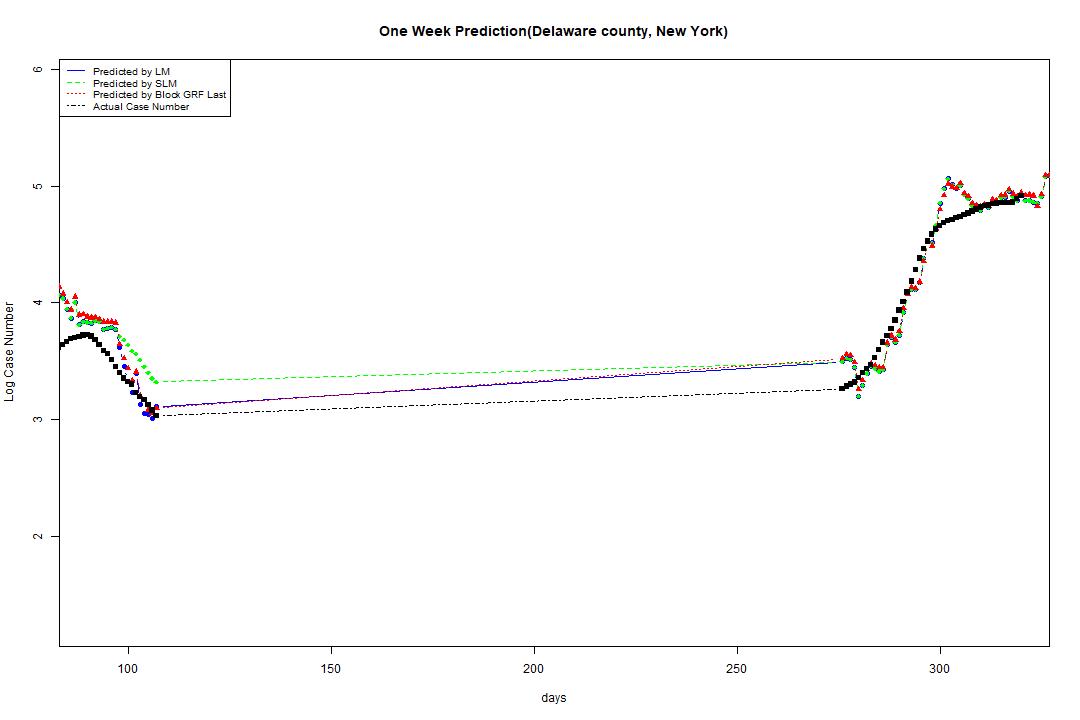 One Week Prediction(Delaware county, New York)
Predicted by LM
Predicted by SLM
Predicted by Block GRF Last
Actual Case Number
Log Case Number
6
5
4
3
2
100 150 200 250 300
days